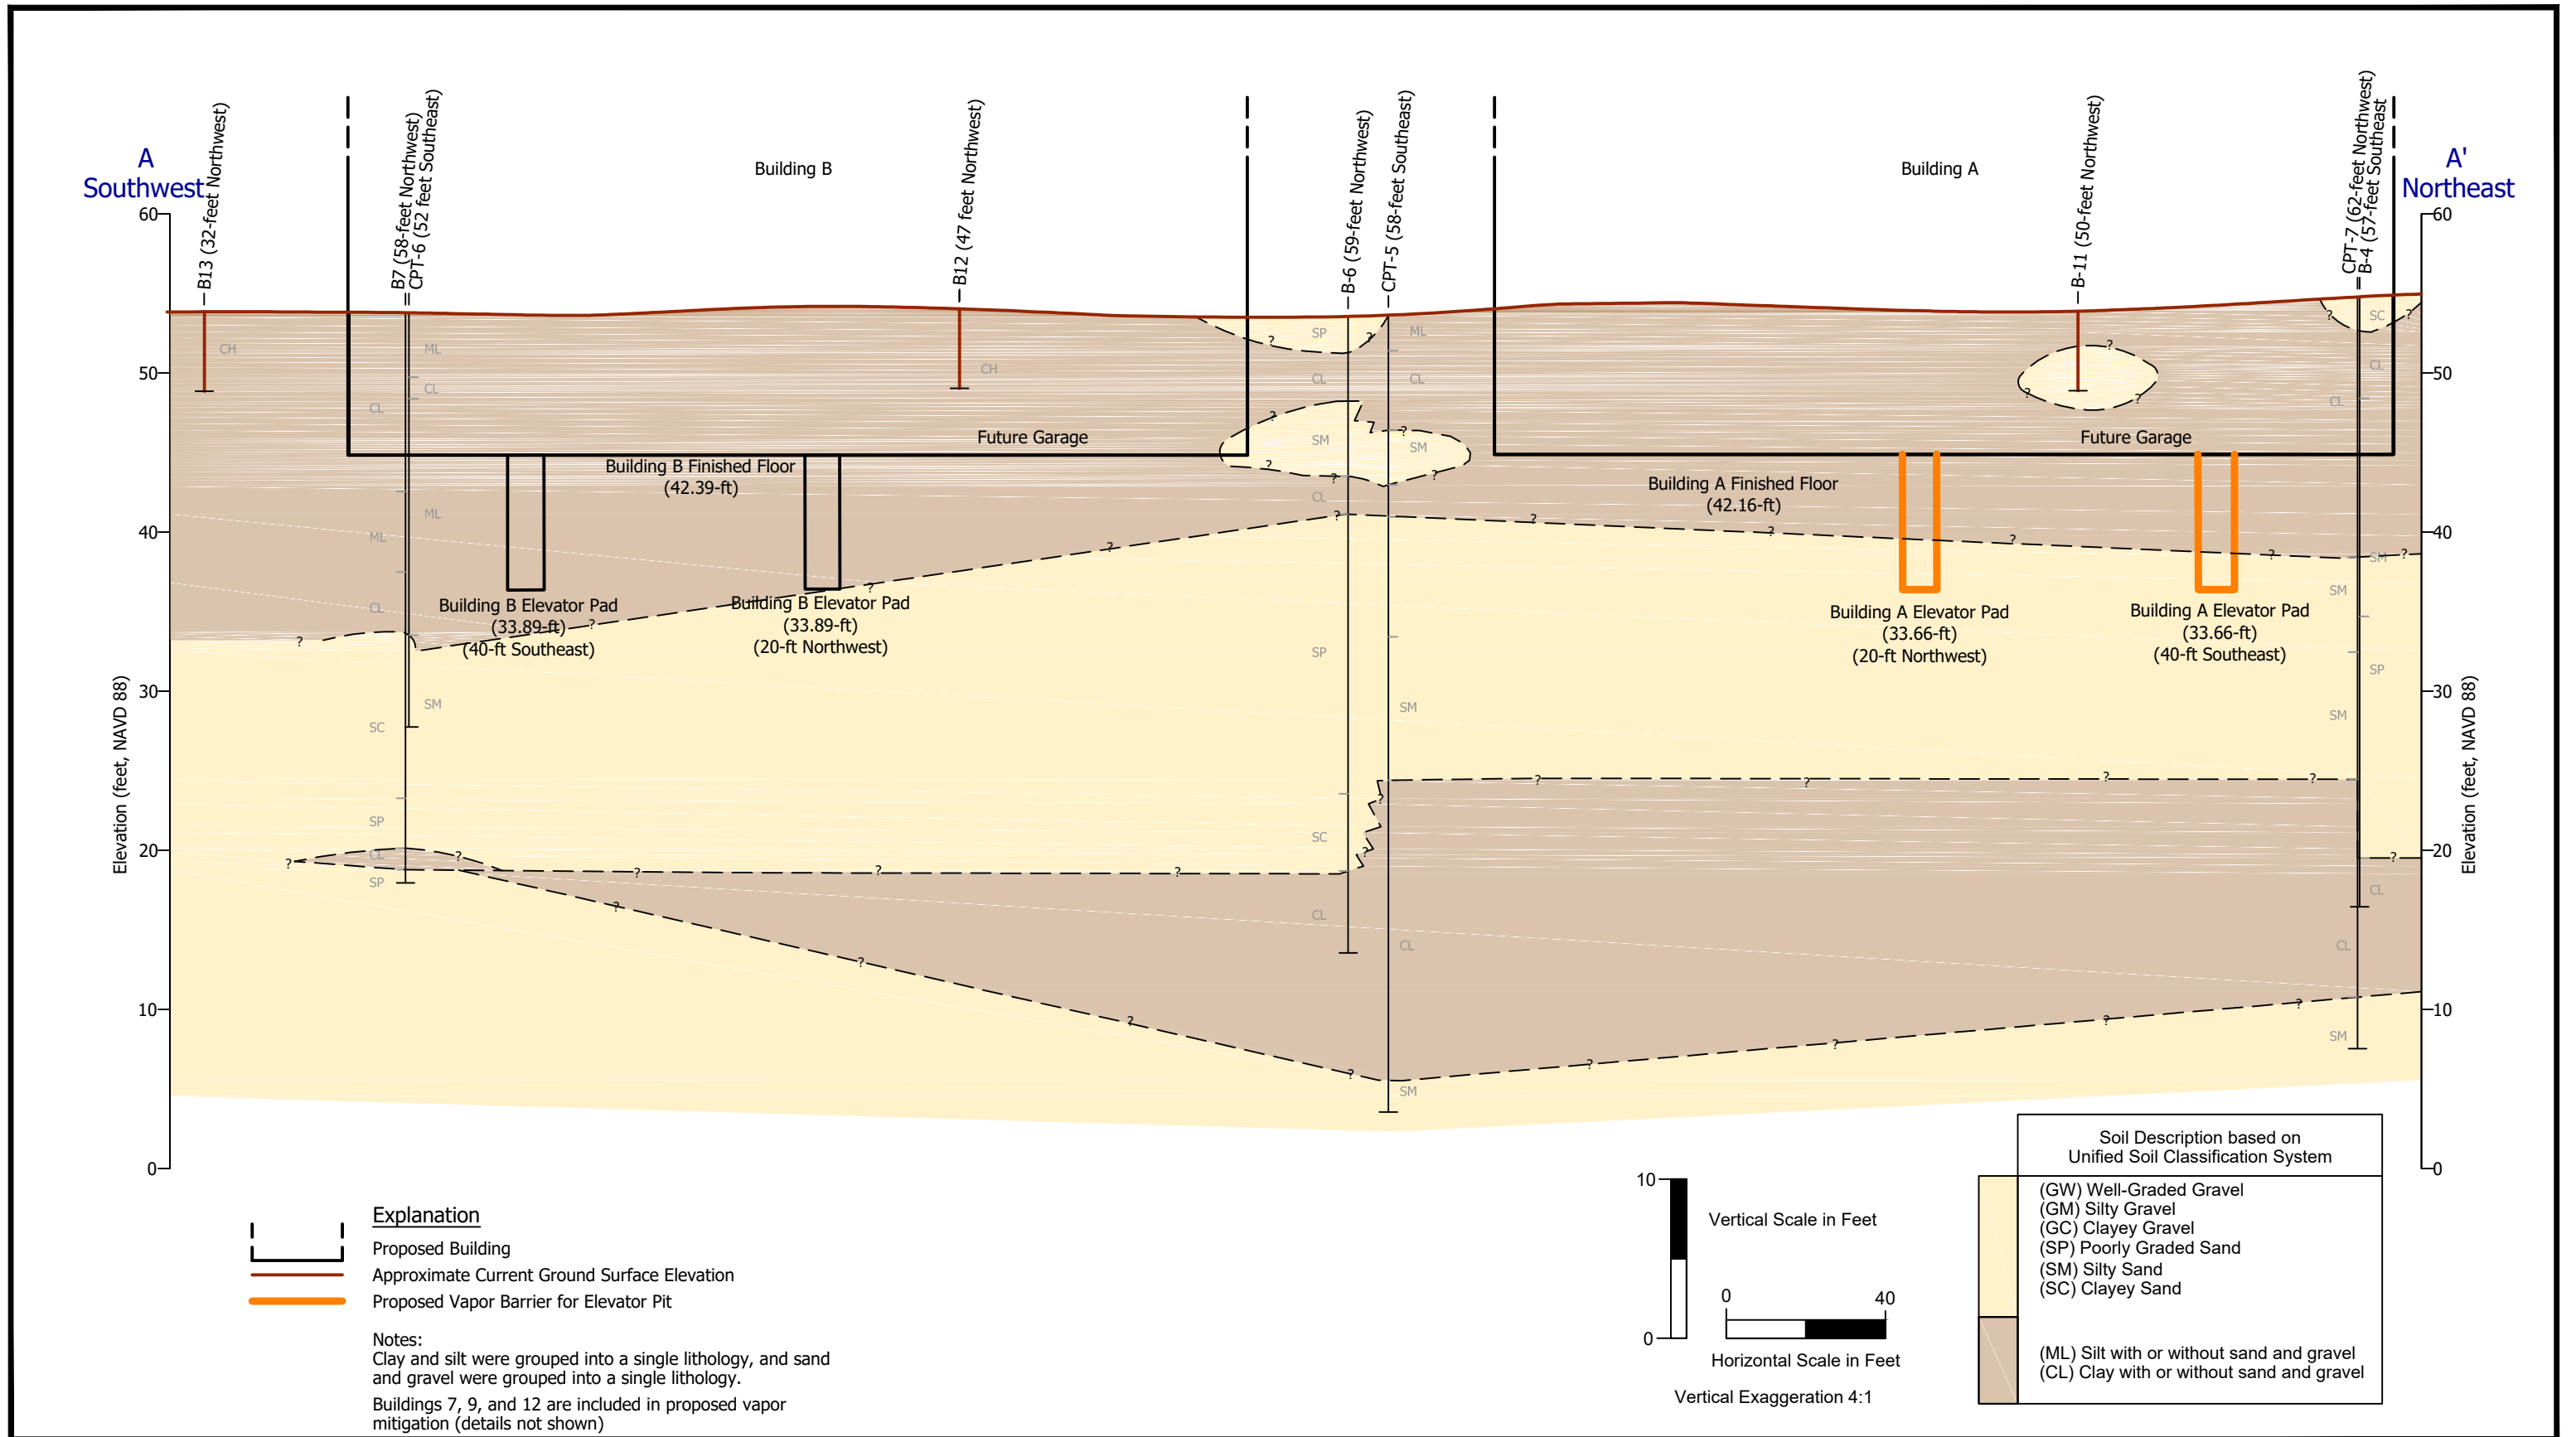 A
Southwest
A'
Northeast
B13 (32-feet Northwest)
B7 (58-feet Northwest)
CPT-6 (52 feet Southeast)
B12 (47 feet Northwest)
B-6 (59-feet Northwest)
CPT-5 (58-feet Southeast)
B-11 (50-feet Northwest)
CPT-7 (62-feet Northwest)
B-4 (57-feet Southeast
Building B
Building A
60
50
40
30
20
10
0
Elevation (feet, NAVD 88)
60
50
40
30
20
10
0
Elevation (feet, NAVD 88)
CH
ML
CL
CL
ML
ML
CL
SM
SC
SP
CL
SP
CH
SP
CL
SM
CL
SP
SC
CL
ML
CL
SM
SM
CL
SM
SC
CL
CL
SM
SM
SP
SM
CL
CL
SM
? ? ? ? ? ? ? ? ? ? ? ? ? ? ? ? ? ? ? ? ? ? ? ? ? ? ? ? ? ? ? ? ? ? ? ? ? ? ? ? ? ? ? ? ? ?
Future Garage
Future Garage
Building B Finished Floor
(42.39-ft)
Building A Finished Floor
(42.16-ft)
Building B Elevator Pad
(33.89-ft)
(40-ft Southeast)
Building B Elevator Pad
(33.89-ft)
(20-ft Northwest)
Building A Elevator Pad
(33.66-ft)
(20-ft Northwest)
Building A Elevator Pad
(33.66-ft)
(40-ft Southeast)
Explanation
Proposed Building
Approximate Current Ground Surface Elevation
Proposed Vapor Barrier for Elevator Pit
Notes:
Clay and silt were grouped into a single lithology, and sand
and gravel were grouped into a single lithology.
Buildings 7, 9, and 12 are included in proposed vapor
mitigation (details not shown)
10
0
Vertical Scale in Feet
0
40
Horizontal Scale in Feet
Vertical Exaggeration 4:1
Soil Description based on
Unified Soil Classification System
(GW) Well-Graded Gravel
(GM) Silty Gravel
(GC) Clayey Gravel
(SP) Poorly Graded Sand
(SM) Silty Sand
(SC) Clayey Sand
(ML) Silt with or without sand and gravel
(CL) Clay with or without sand and gravel